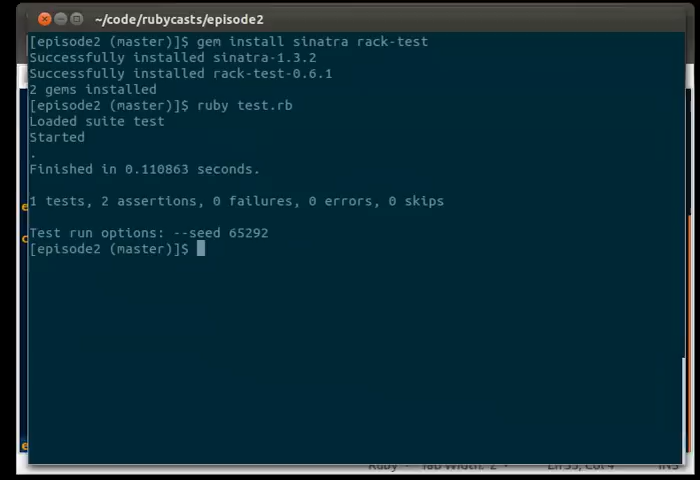 ~/code/rubycasts/episode2
[episode2 (master)]$ gem install sinatra rack-test
Successfully installed sinatra-1.3.2
Successfully installed rack-test-0.6.1
2 gems installed
[episode2 (master)]$ ruby test.rb
Loaded suite test
Started
.
Finished in 0.110863 seconds.
1 tests, 2 assertions, 0 failures, 0 errors, 0 skips
Test run options: --seed 65292
[episode2 (master)]$